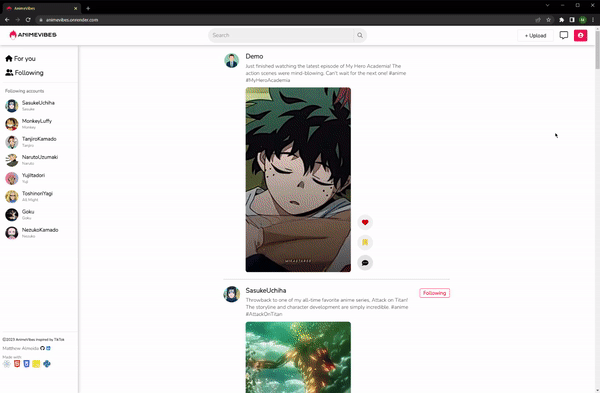 AnimeVibes
animevibes.onrender.com
ANIMEVIBES
Search
+ Upload
For you
Following
Following accounts
SasukeUchiha
Sasuke
MonkeyLuffy
Monkey
TanjiroKamado
Tanjiro
NarutoUzumaki
Naruto
YujiItadori
Yuji
ToshinoriYagi
All Might
Goku
Goku
NezukoKamado
Nezuko
©2023 AnimeVibes inspired by TikTok
Made with:
Demo
Just finished watching the latest episode of My Hero Academia! The
action scenes were mind-blowing. Can't wait for the next one! #anime
#MyHeroAcademia
SasukeUchiha
Following
Throwback to one of my all-time favorite anime series, Attack on Titan!
The storyline and character development are simply incredible. #anime
#AttackOnTitan